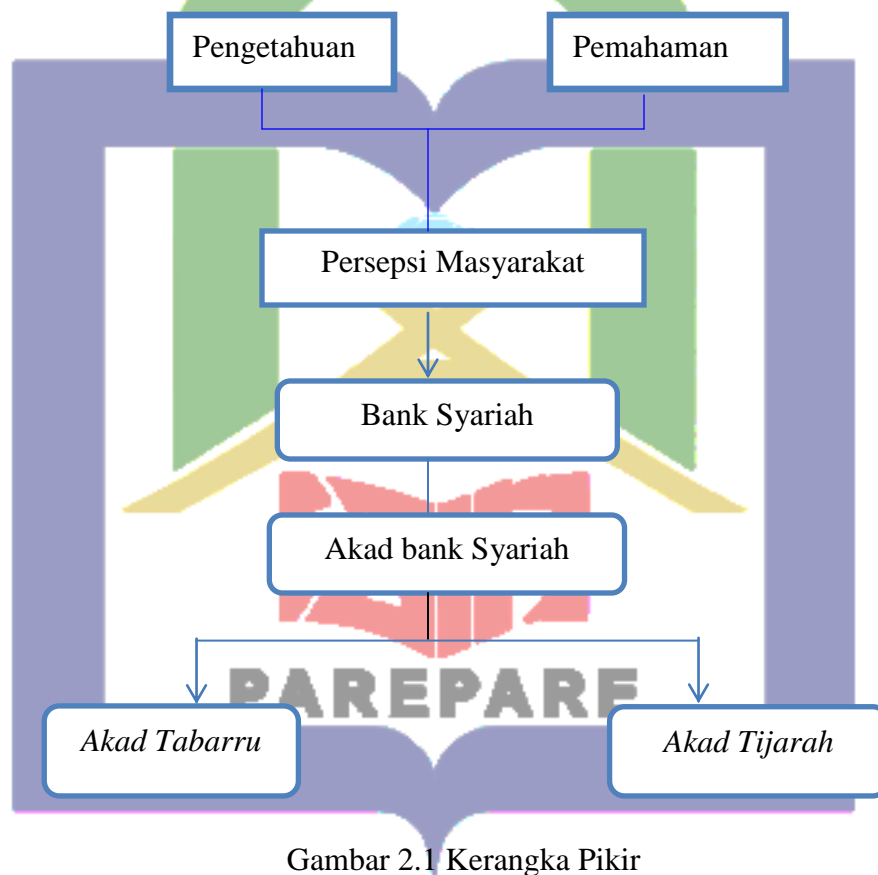 Pengetahuan
Pemahaman
Persepsi Masyarakat
Bank Syariah
Akad bank Syariah
PAREPARE
Akad Tabarru
Akad Tijarah
Gambar 2.1 Kerangka Pikir